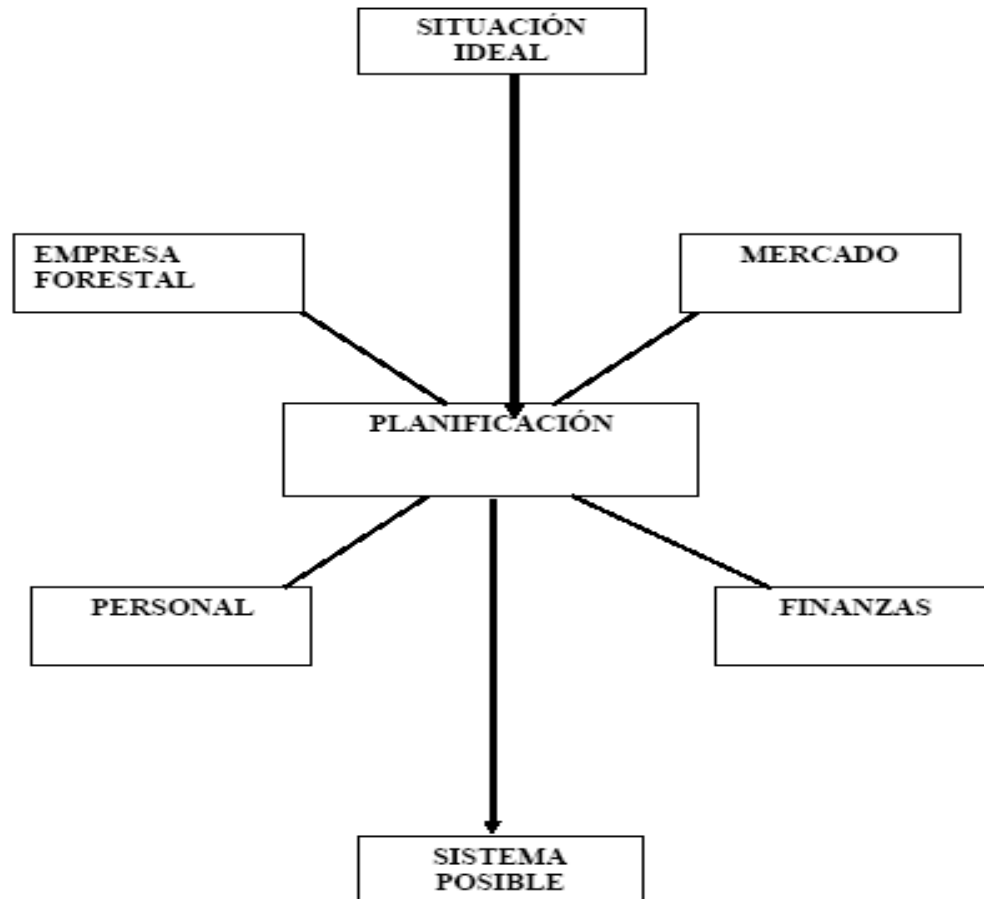 SITUACIÓN
IDEAL
EMPRESA
FORESTAL
MERCADO
PLANIFICACIÓN
PERSONAL
FINANZAS
SISTEMA
POSIBLE